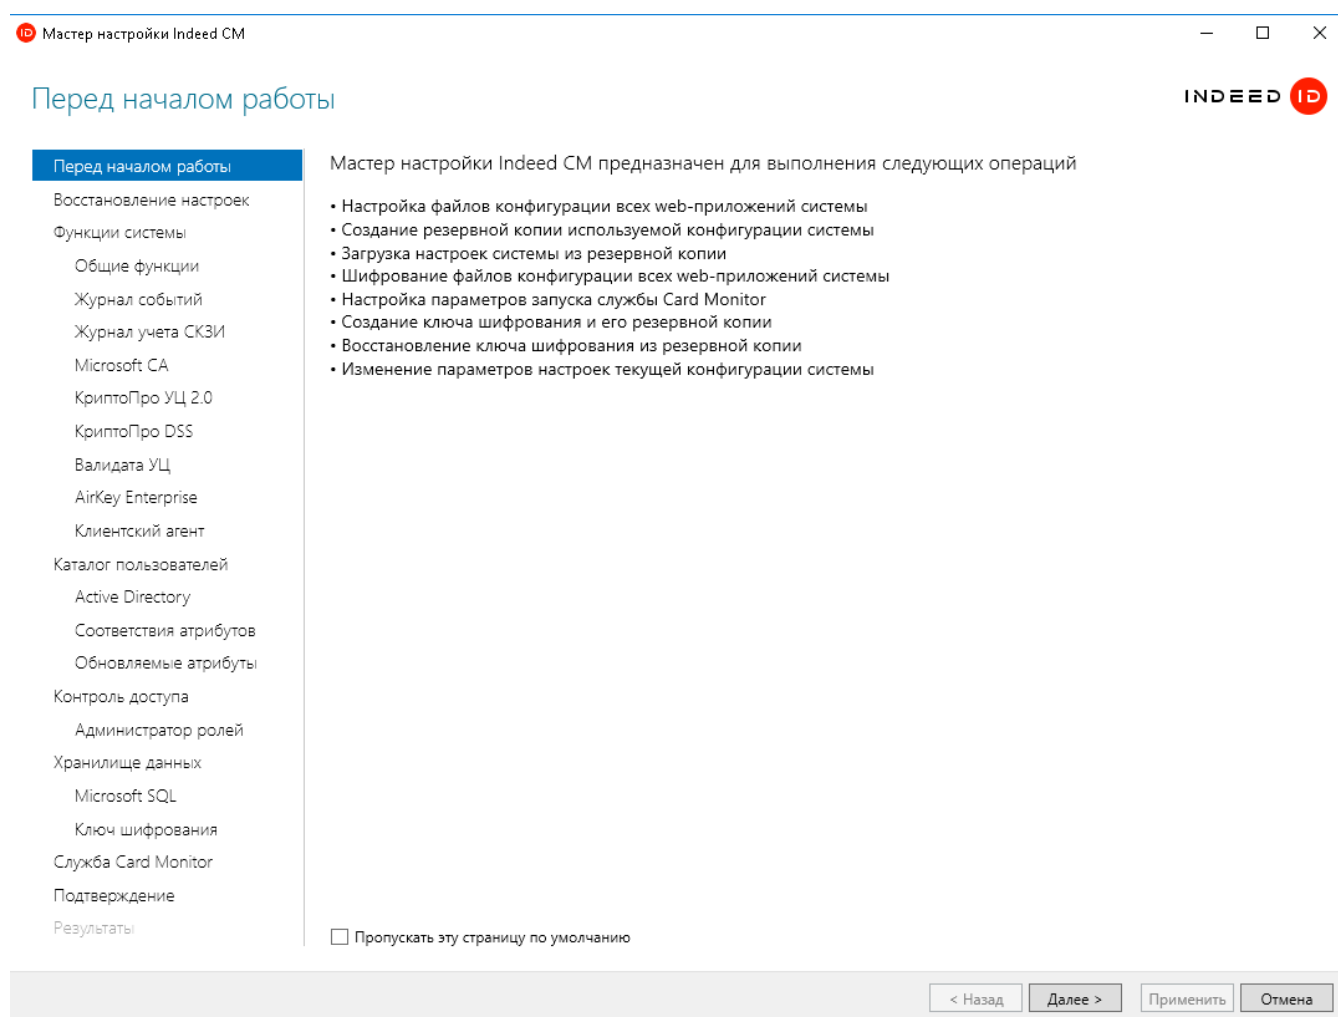 Мастер настройки Indeed CM
Перед началом работы
INDEED ID
Перед началом работы
Восстановление настроек
Функции системы
Общие функции
Журнал событий
Журнал учета СКЗИ
Microsoft CA
КриптоПро УЦ 2.0
КриптоПро DSS
Валидата УЦ
AirKey Enterprise
Клиентский агент
Каталог пользователей
Active Directory
Соответствия атрибутов
Обновляемые атрибуты
Контроль доступа
Администратор ролей
Хранилище данных
Microsoft SQL
Ключ шифрования
Служба Card Monitor
Подтверждение
Результаты
Мастер настройки Indeed CM предназначен для выполнения следующих операций
• Настройка файлов конфигурации всех web-приложений системы
• Создание резервной копии используемой конфигурации системы
• Загрузка настроек системы из резервной копии
• Шифрование файлов конфигурации всех web-приложений системы
• Настройка параметров запуска службы Card Monitor
• Создание ключа шифрования и его резервной копии
• Восстановление ключа шифрования из резервной копии
• Изменение параметров настроек текущей конфигурации системы
Пропускать эту страницу по умолчанию
< Назад
Далее >
Применить
Отмена